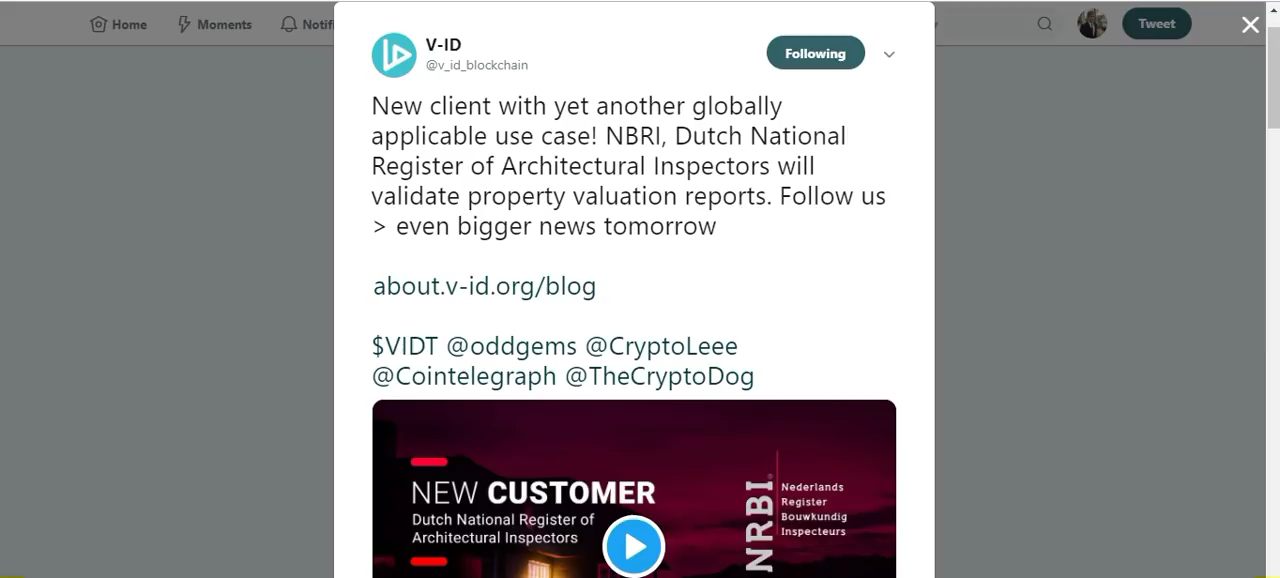 Home
Moments
Notifi
Tweet
V-ID
@v_id_blockchain
Following
New client with yet another globally
applicable use case! NBRI, Dutch National
Register of Architectural Inspectors will
validate property valuation reports. Follow us
> even bigger news tomorrow
about.v-id.org/blog
$VIDT @oddgems @CryptoLeee
@Cointelegraph @TheCryptoDog
NEW CUSTOMER
Dutch National Register of
Architectural Inspectors
NRBI
Nederlands
Register
Bouwkundig
Inspecteurs